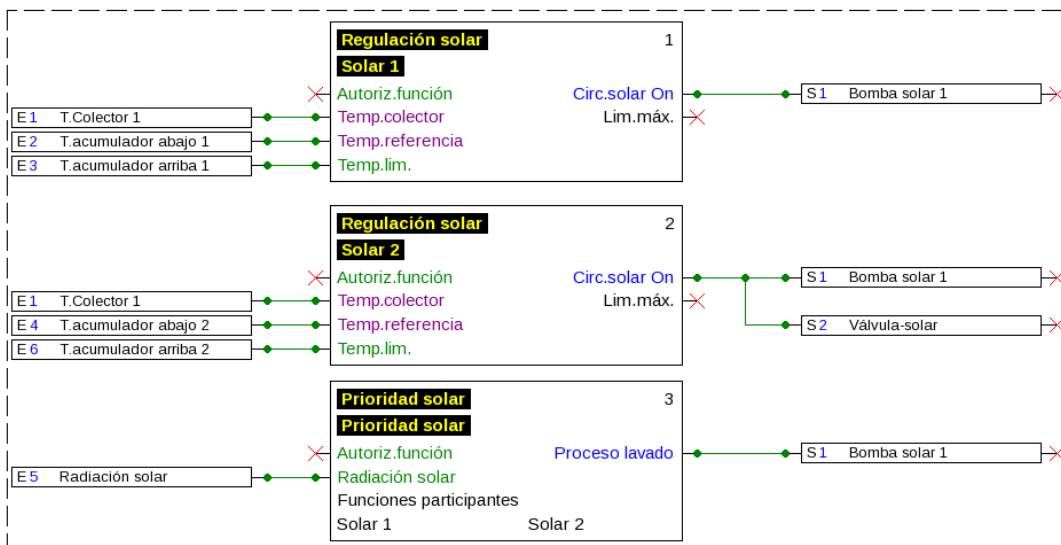 Regulación solar 1
Solar 1
Autoriz.función Circ.solar On S1 Bomba solar 1
E1 T.Colector 1 Temp.colector Lim.máx.
E2 T.acumulador abajo 1 Temp.referencia
E3 T.acumulador arriba 1 Temp.lim.
Regulación solar 2
Solar 2
Autoriz.función Circ.solar On S1 Bomba solar 1
E1 T.Colector 1 Temp.colector Lim.máx.
E4 T.acumulador abajo 2 Temp.referencia S2 Válvula-solar
E6 T.acumulador arriba 2 Temp.lim.
Prioridad solar 3
Prioridad solar
Autoriz.función Proceso lavado S1 Bomba solar 1
E5 Radiación solar Radiación solar
Funciones participantes
Solar 1 Solar 2